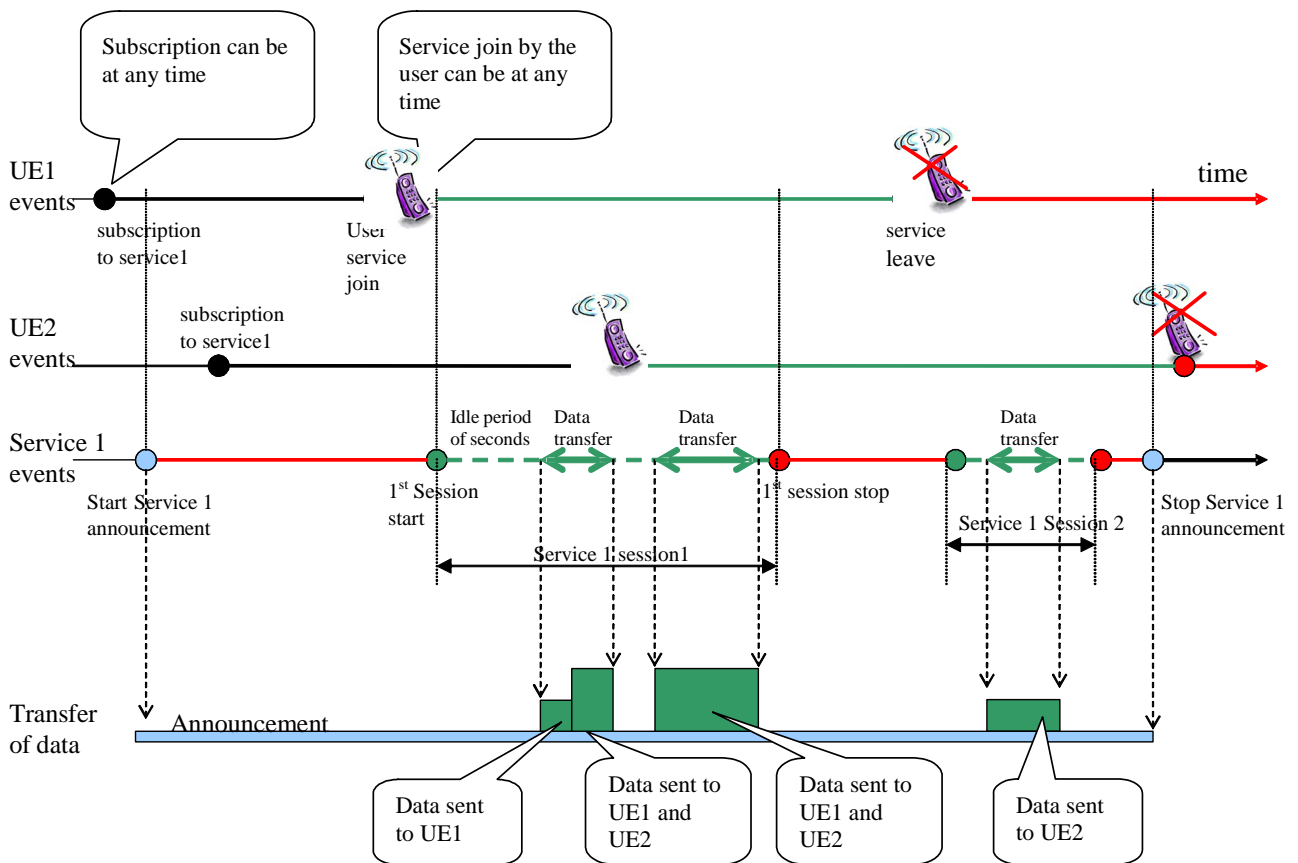 Subscription can be
at any time
Service join by the
user can be at any
time
UE1
events
time
subscription
to service1
User
service
join
service
leave
UE2
events
subscription
to service1
Service 1
events
Idle period
of seconds
Data
transfer
Data
transfer
Data
transfer
Start Service 1
announcement
1st Session
start
1st session stop
Service 1 Session 2
Stop Service 1
announcement
Service 1 session1
Transfer
of data
Announcement
Data sent
to UE1
Data sent to
UE1 and
UE2
Data sent to
UE1 and
UE2
Data sent
to UE2